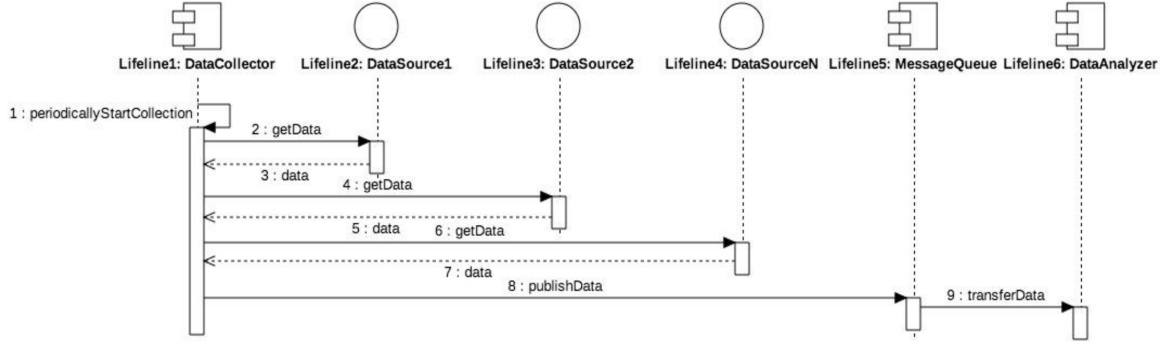 Lifeline1: DataCollector
Lifeline2: DataSource1
Lifeline3: DataSource2
Lifeline4: DataSourceN
Lifeline5: MessageQueue
Lifeline6: DataAnalyzer
1 : periodicallyStartCollection
2 : getData
3 : data
4 : getData
5 : data
6 : getData
7 : data
8 : publishData
9 : transferData